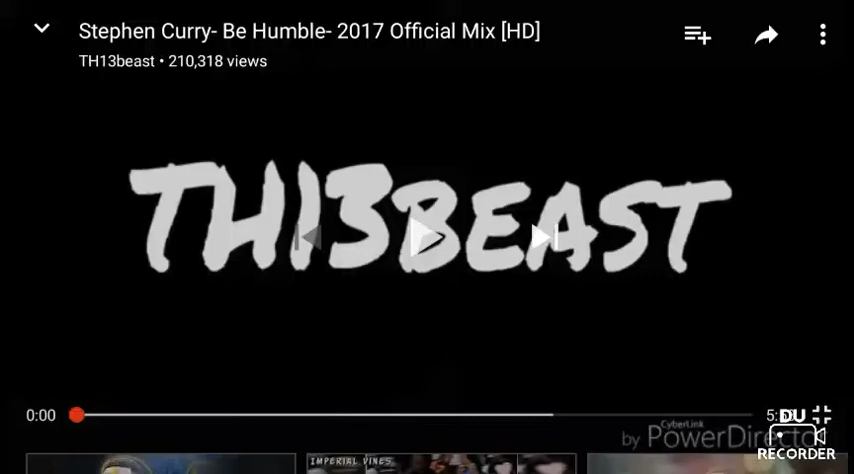 Stephen Curry- Be Humble- 2017 Official Mix [HD]
TH13beast • 210,318 views
TH13BEAST
0:00
DU
CyberLink
by PowerDirector
RECORDER
IMPERIAL VINES